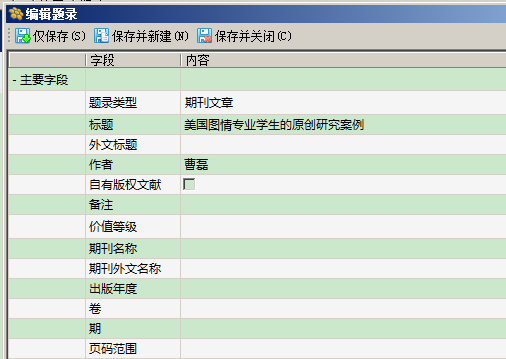 编辑题录
仅保存(S) 保存并新建(N) 保存并关闭(C)
字段 内容
- 主要字段
题录类型 期刊文章
标题 美国图情专业学生的原创研究案例
外文标题
作者 曹磊
自有版权文献
备注
价值等级
期刊名称
期刊外文名称
出版年度
卷
期
页码范围